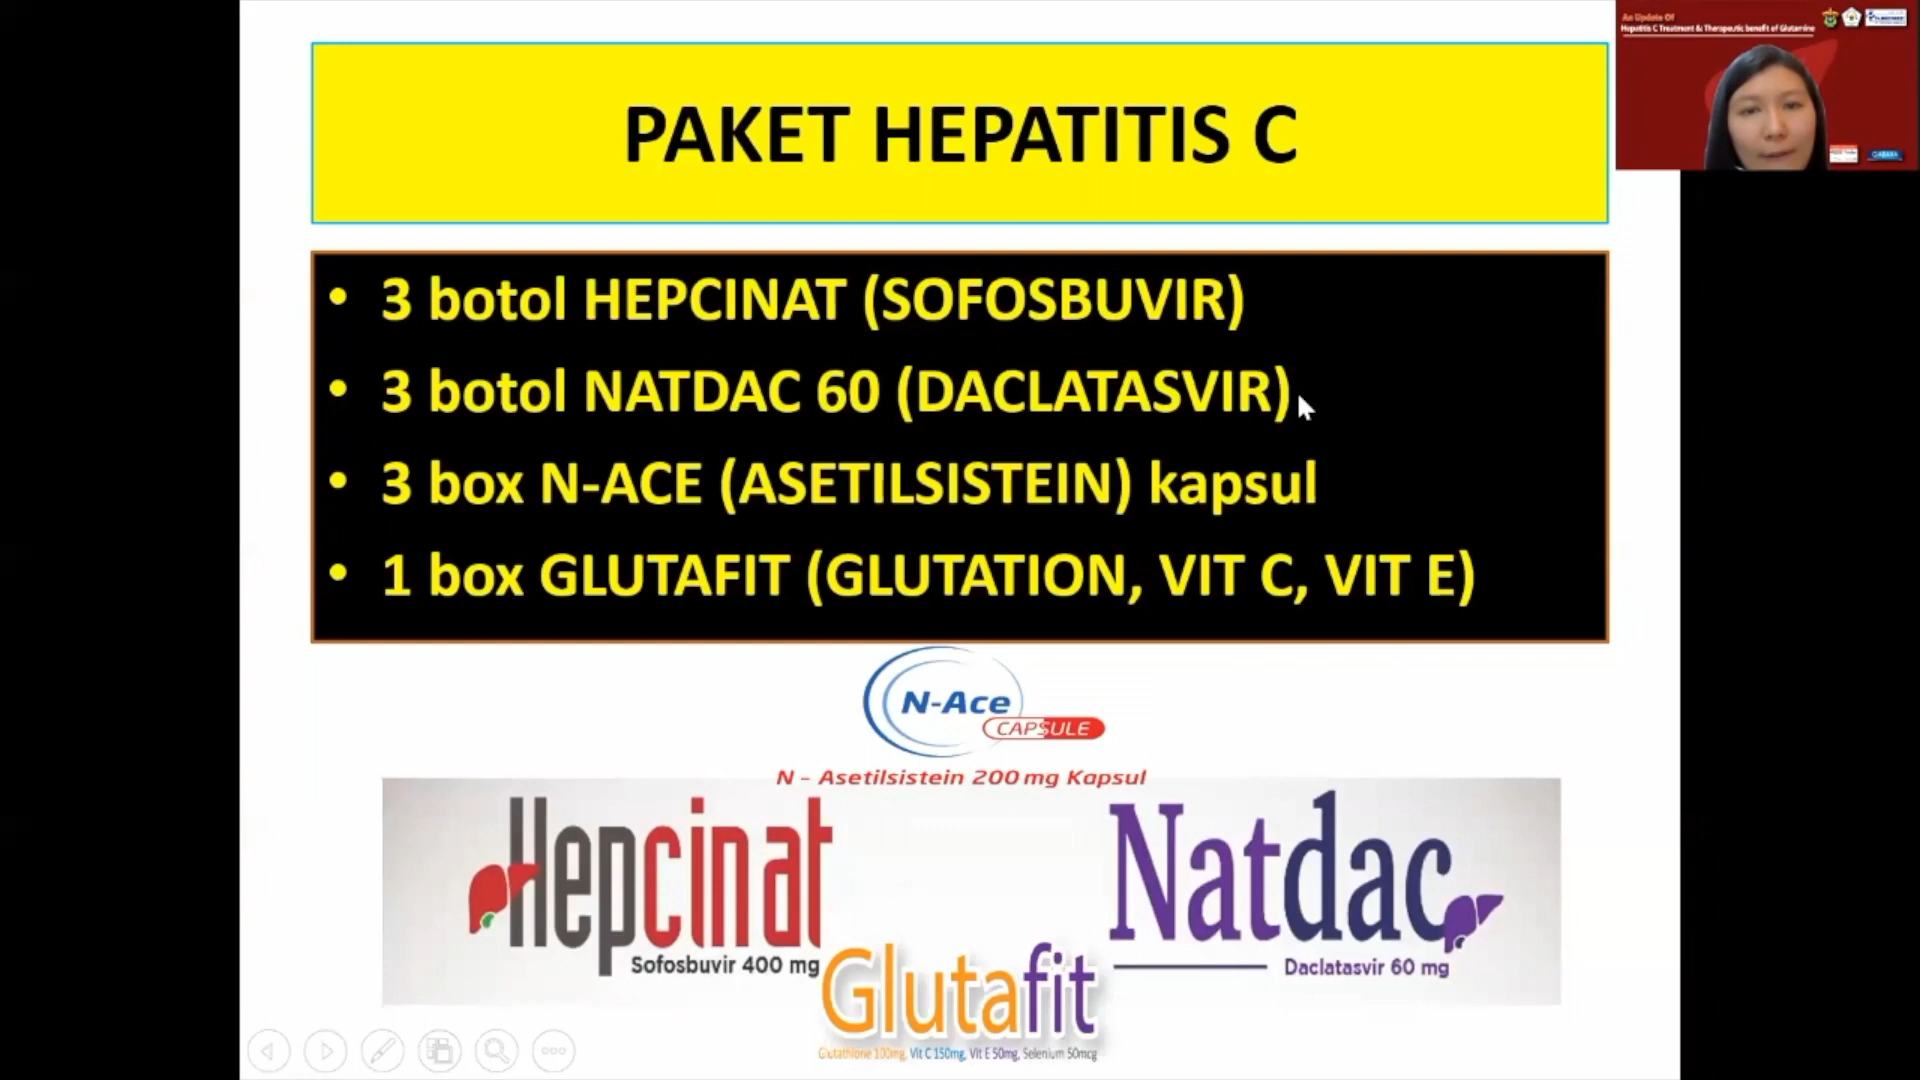 PAKET HEPATITIS C
• 3 botol HEPCINAT (SOFOSBUVIR)
• 3 botol NATDAC 60 (DACLATASVIR)
• 3 box N-ACE (ASETILSISTEIN) kapsul
• 1 box GLUTAFIT (GLUTATION, VIT C, VIT E)
N-Ace
CAPSULE
N - Asetilsistein 200 mg Kapsul
Hepcinat
Sofosbuvir 400 mg
Natdac
Daclatasvir 60 mg
Glutafit
Glutathione 100mg, Vit C 150mg, Vit E 50mg, Selenium 50mcg
An Update Of
Hepatitis C Treatment & Therapeutic benefit of Glutamine